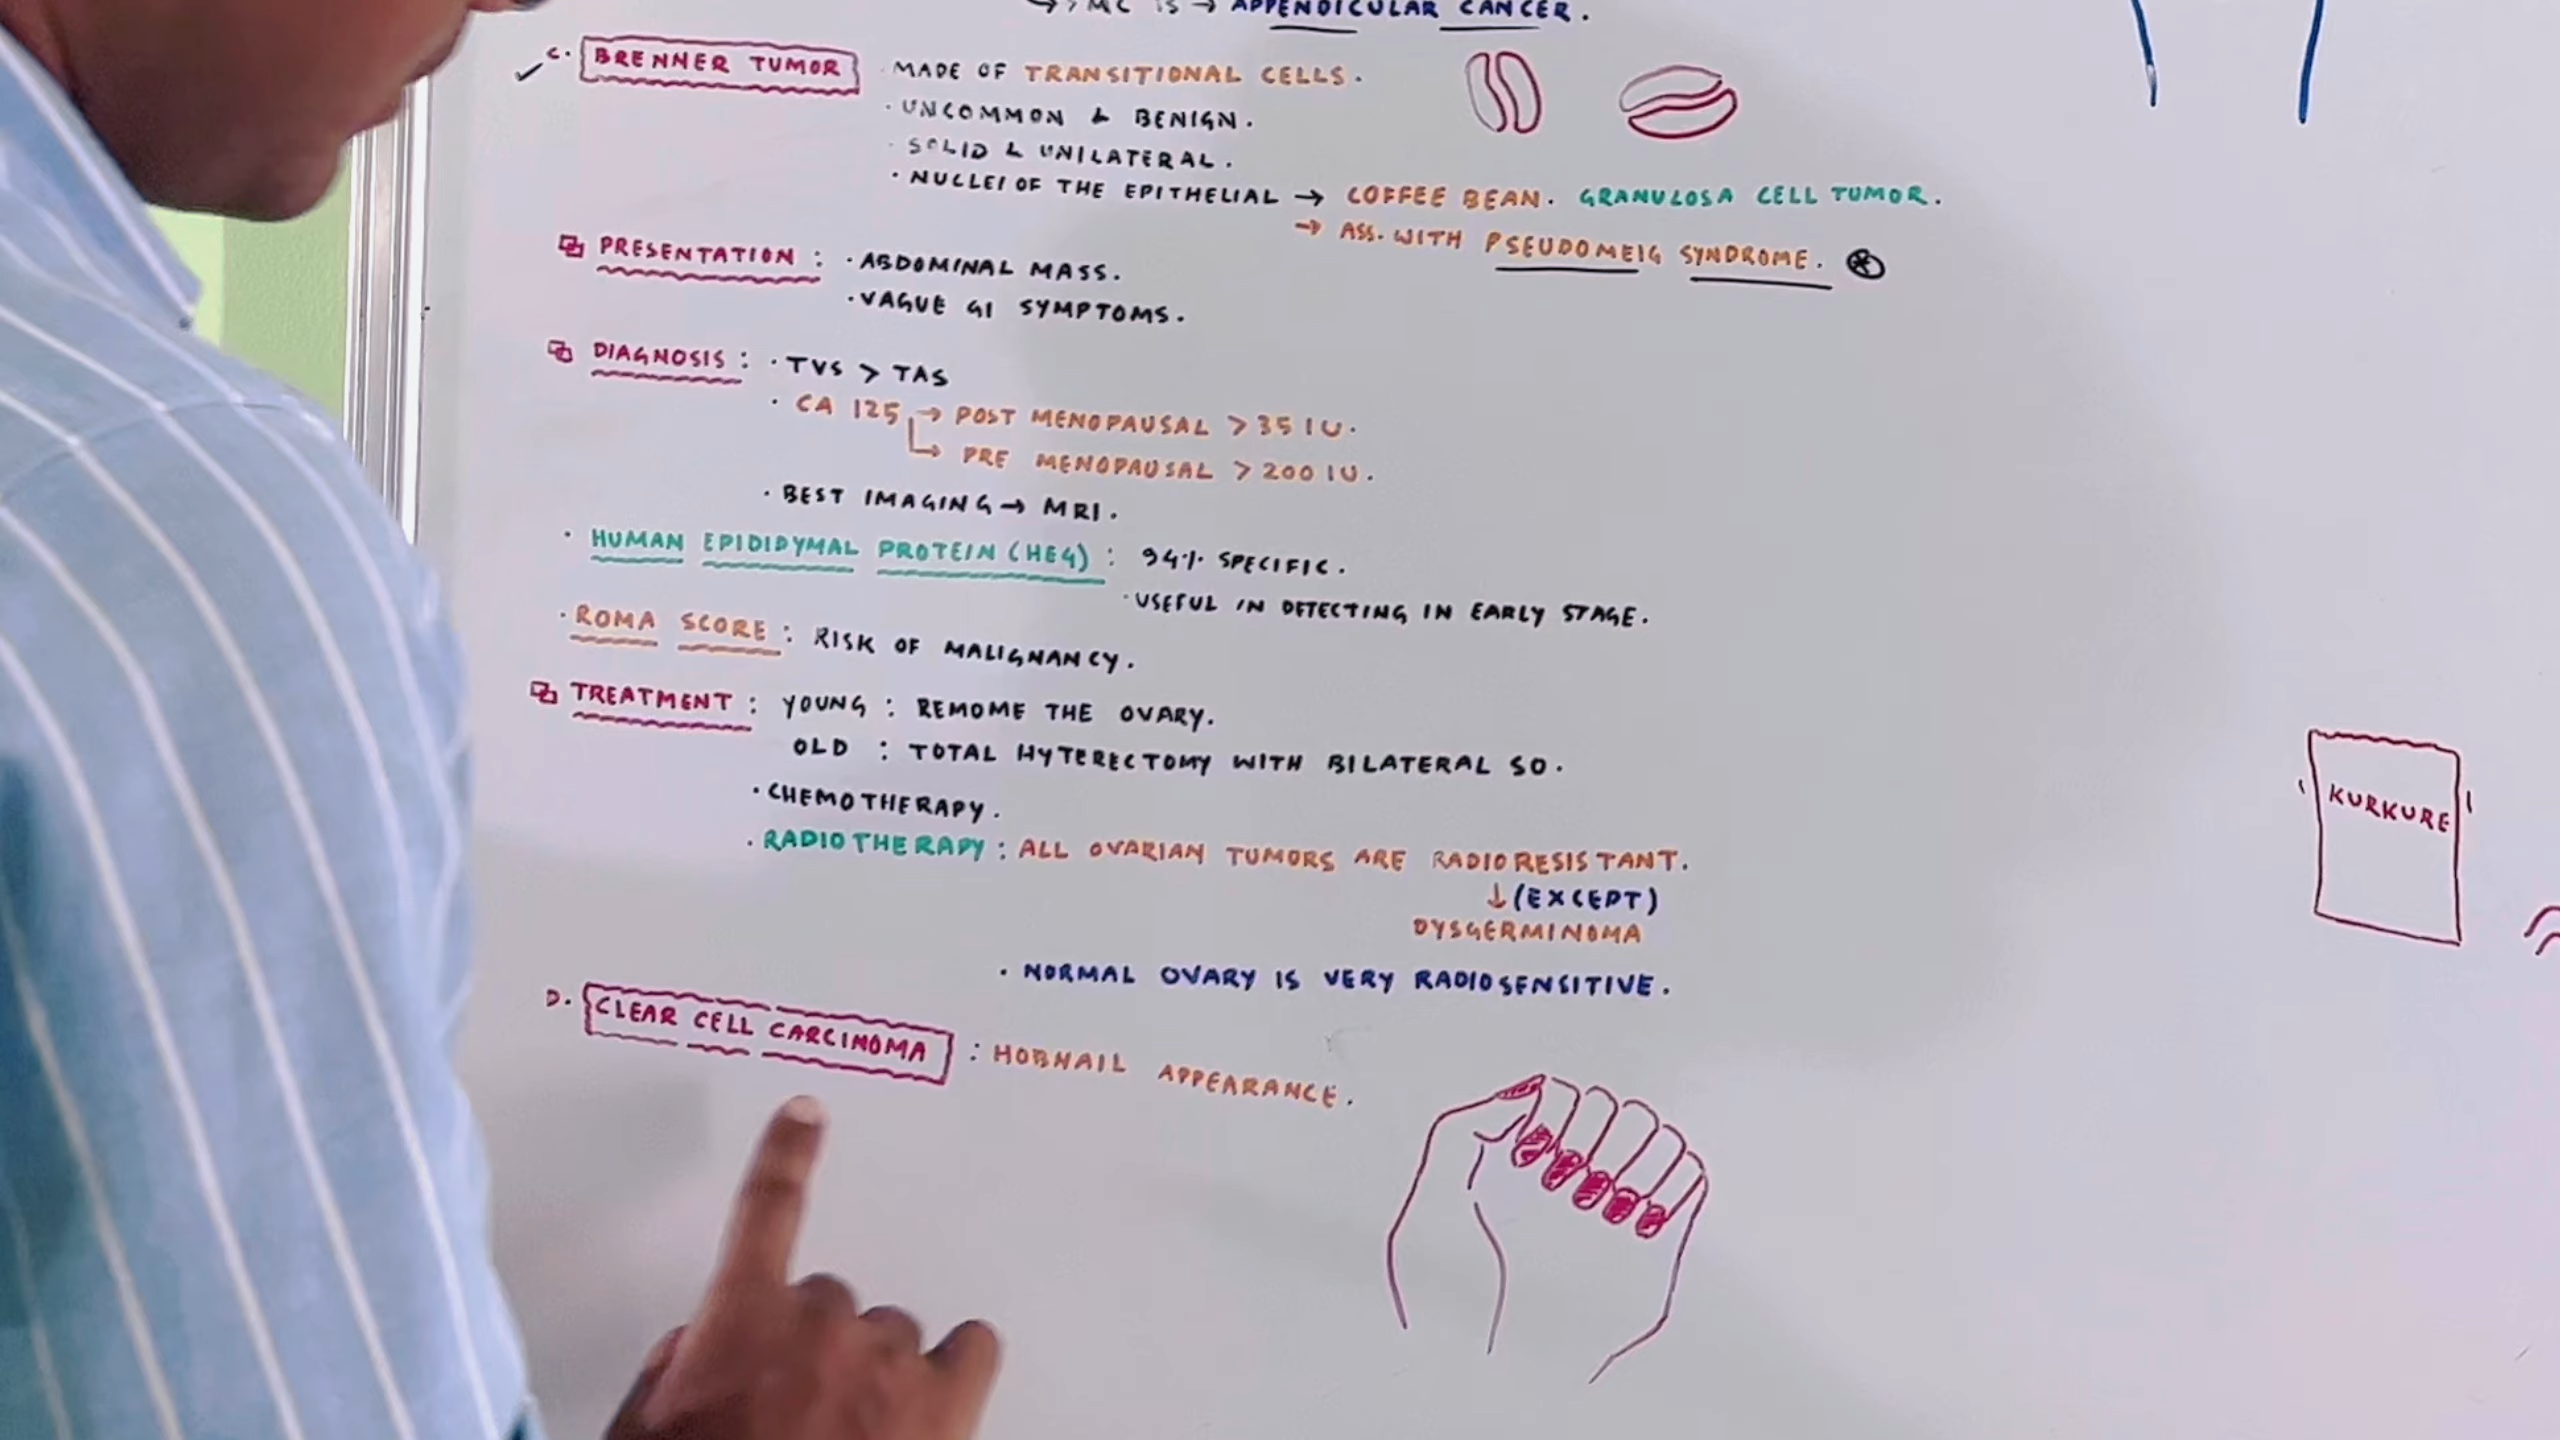 ↳ > MC IS → APPENDICULAR CANCER.
✓ C. BRENNER TUMOR · MADE OF TRANSITIONAL CELLS.
· UNCOMMON & BENIGN.
· SOLID & UNILATERAL.
· NUCLEI OF THE EPITHELIAL → COFFEE BEAN. GRANULOSA CELL TUMOR.
→ ASS. WITH PSEUDOMEIG SYNDROME.
PRESENTATION : · ABDOMINAL MASS.
· VAGUE GI SYMPTOMS.
DIAGNOSIS : · TVS > TAS
· CA 125 → POST MENOPAUSAL > 35 IU.
↳ PRE MENOPAUSAL > 200 IU.
· BEST IMAGING → MRI.
· HUMAN EPIDIDYMAL PROTEIN (HE4) : 94% SPECIFIC.
· USEFUL IN DETECTING IN EARLY STAGE.
· ROMA SCORE : RISK OF MALIGNANCY.
TREATMENT : YOUNG : REMOME THE OVARY.
OLD : TOTAL HYTERECTOMY WITH BILATERAL SO.
· CHEMOTHERAPY.
· RADIOTHERAPY : ALL OVARIAN TUMORS ARE RADIORESISTANT.
↓ (EXCEPT)
DYSGERMINOMA
· NORMAL OVARY IS VERY RADIOSENSITIVE.
D. CLEAR CELL CARCINOMA : HOBNAIL APPEARANCE.
KURKURE